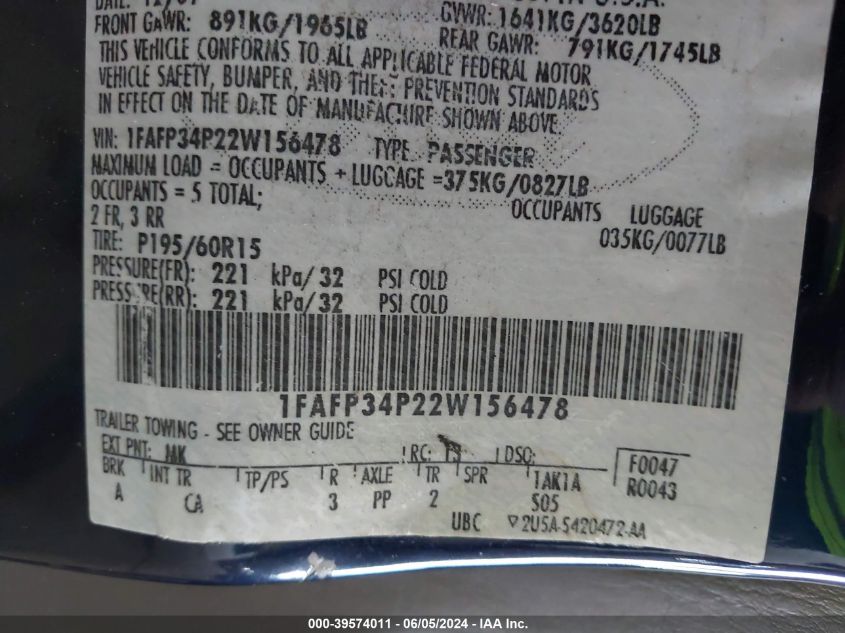 DATE: 12/01
U.S.A.
FRONT GAWR: 891KG/1965LB
GVWR: 1641KG/3620LB
REAR GAWR: 791KG/1745LB
THIS VEHICLE CONFORMS TO ALL APPLICABLE FEDERAL MOTOR
VEHICLE SAFETY, BUMPER, AND THEFT PREVENTION STANDARDS
IN EFFECT ON THE DATE OF MANUFACTURE SHOWN ABOVE.
VIN: 1FAFP34P22W156478 TYPE: PASSENGER
MAXIMUM LOAD = OCCUPANTS + LUGGAGE =375KG/0827LB
OCCUPANTS = 5 TOTAL; OCCUPANTS LUGGAGE
2 FR, 3 RR 035KG/0077LB
TIRE: P195/60R15
PRESSURE(FR): 221 kPa/ 32 PSI COLD
PRESSURE(RR): 221 kPa/ 32 PSI COLD
1FAFP34P22W156478
TRAILER TOWING - SEE OWNER GUIDE
EXT PNT: RC: 13 DSO: F0047
BRK INT TR TP/PS R AXLE TR SPR 1AK1A R0043
A CA 3 PP 2 S05
UBC 2U5A-5420472-AA
000-39574011 - 06/05/2024 - IAA Inc.